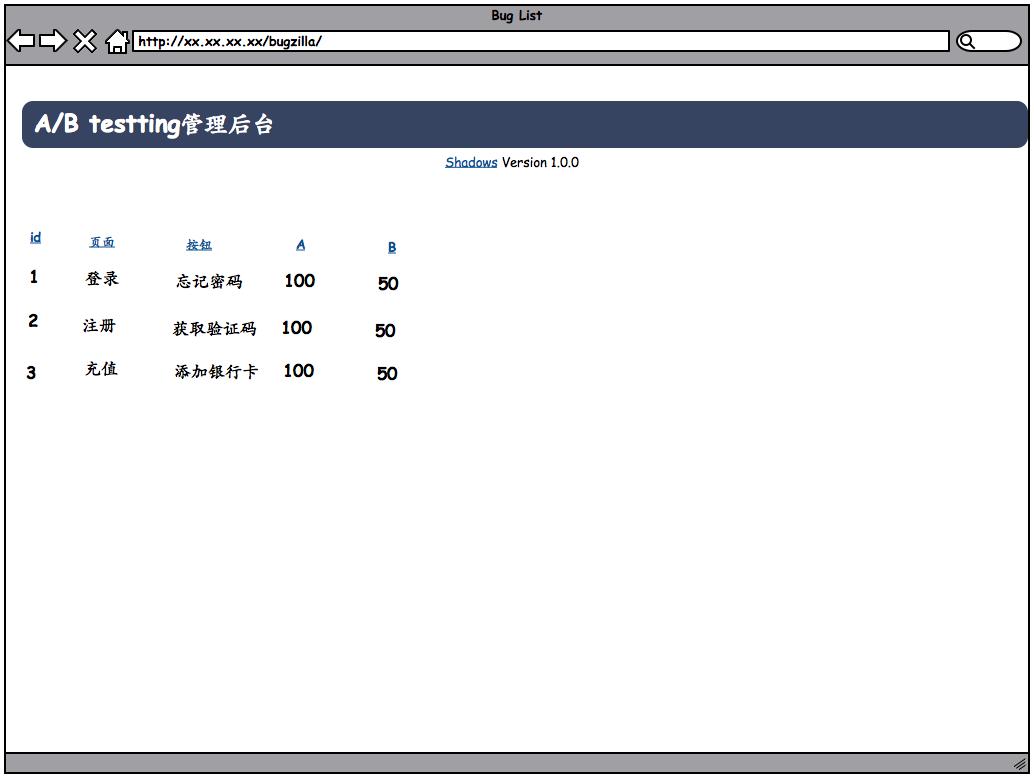 Bug List
http://xx.xx.xx.xx/bugzilla/
A/B testting管理后台
Shadows Version 1.0.0
id 页面 按钮 A B
1 登录 忘记密码 100 50
2 注册 获取验证码 100 50
3 充值 添加银行卡 100 50